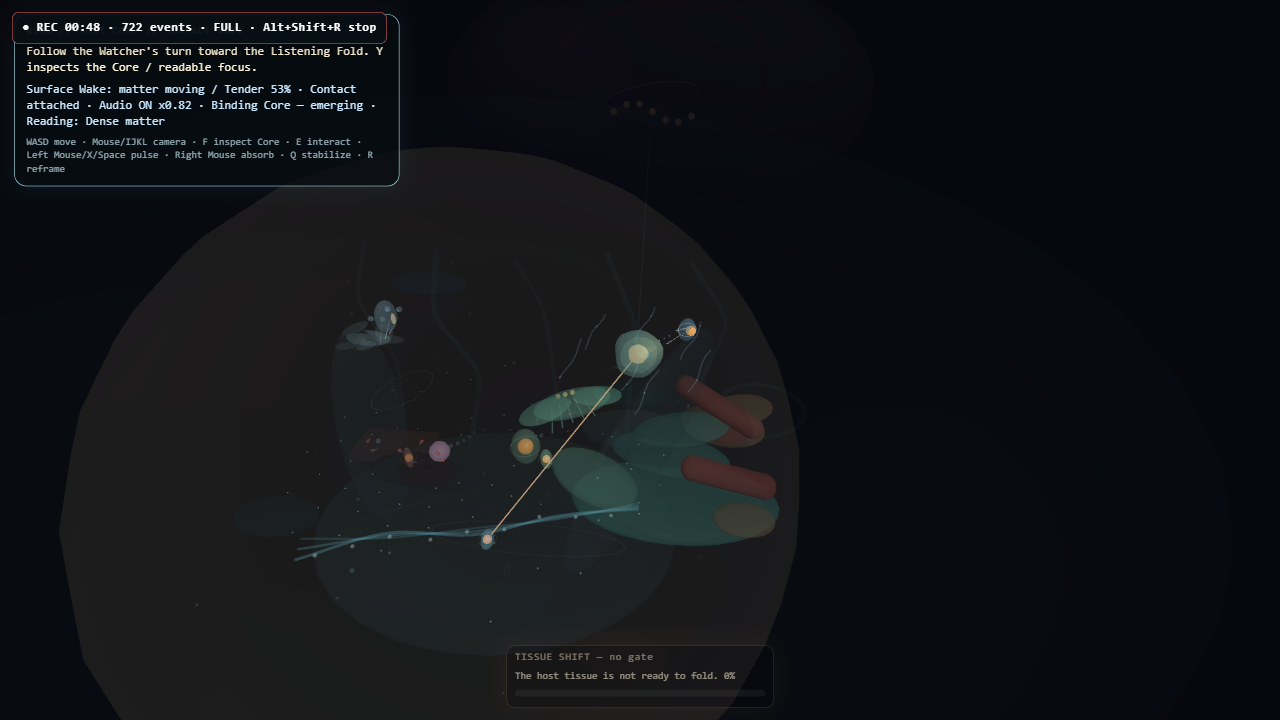 ● REC 00:48 · 722 events · FULL · Alt+Shift+R stop
Follow the Watcher's turn toward the Listening Fold. Y
inspects the Core / readable focus.
Surface Wake: matter moving / Tender 53% · Contact
attached · Audio ON x0.82 · Binding Core — emerging ·
Reading: Dense matter
WASD move · Mouse/IJKL camera · F inspect Core · E interact ·
Left Mouse/X/Space pulse · Right Mouse absorb · Q stabilize · R
reframe
TISSUE SHIFT — no gate
The host tissue is not ready to fold. 0%